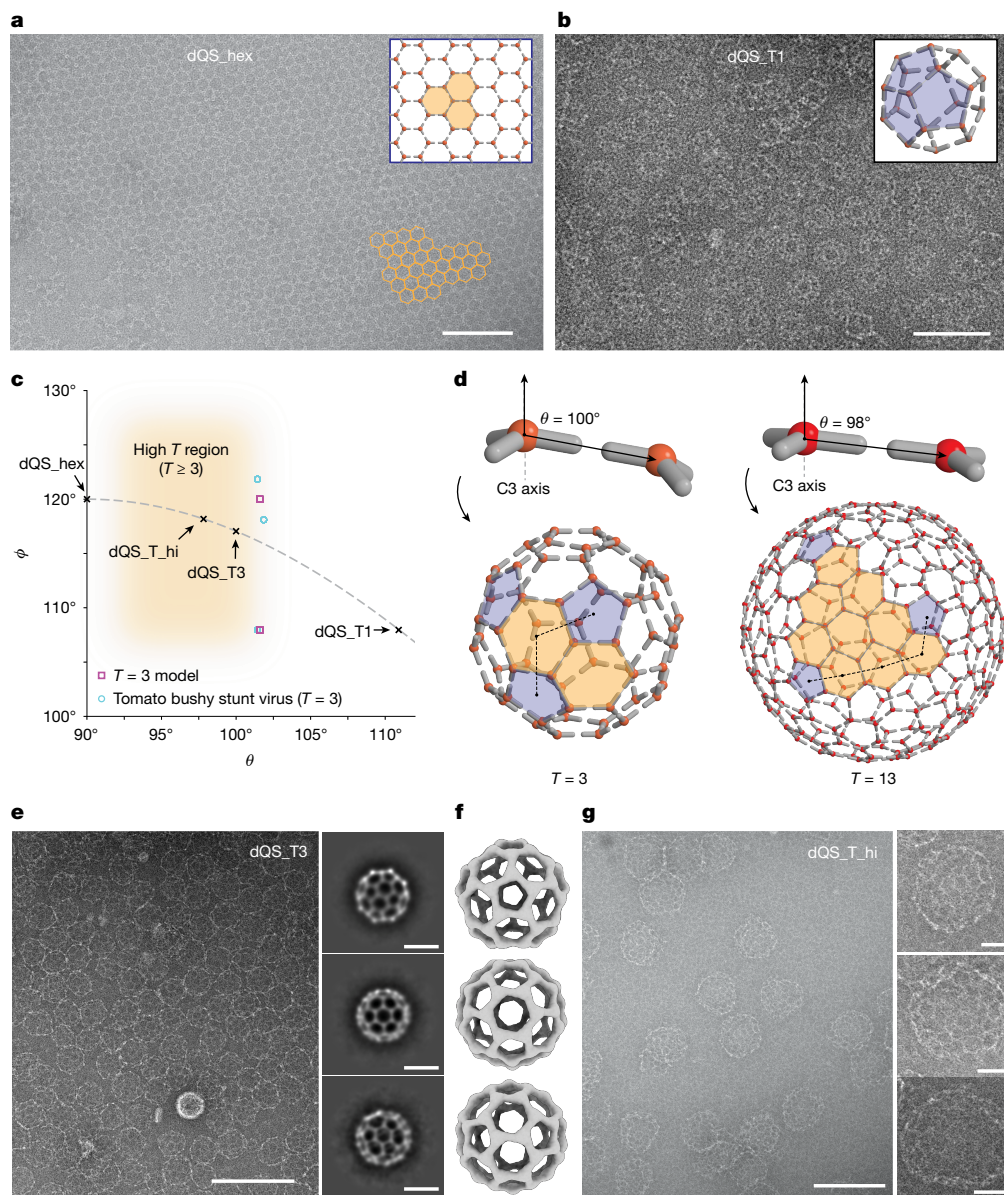 a
dQS_hex
b
dQS_T1
c
130°
120°
110°
100°
ϕ
90°
95°
100°
105°
110°
θ
High T region
(T ≥ 3)
dQS_hex
dQS_T_hi
dQS_T3
dQS_T1
T = 3 model
Tomato bushy stunt virus (T = 3)
d
θ = 100°
C3 axis
T = 3
θ = 98°
C3 axis
T = 13
e
dQS_T3
f
g
dQS_T_hi